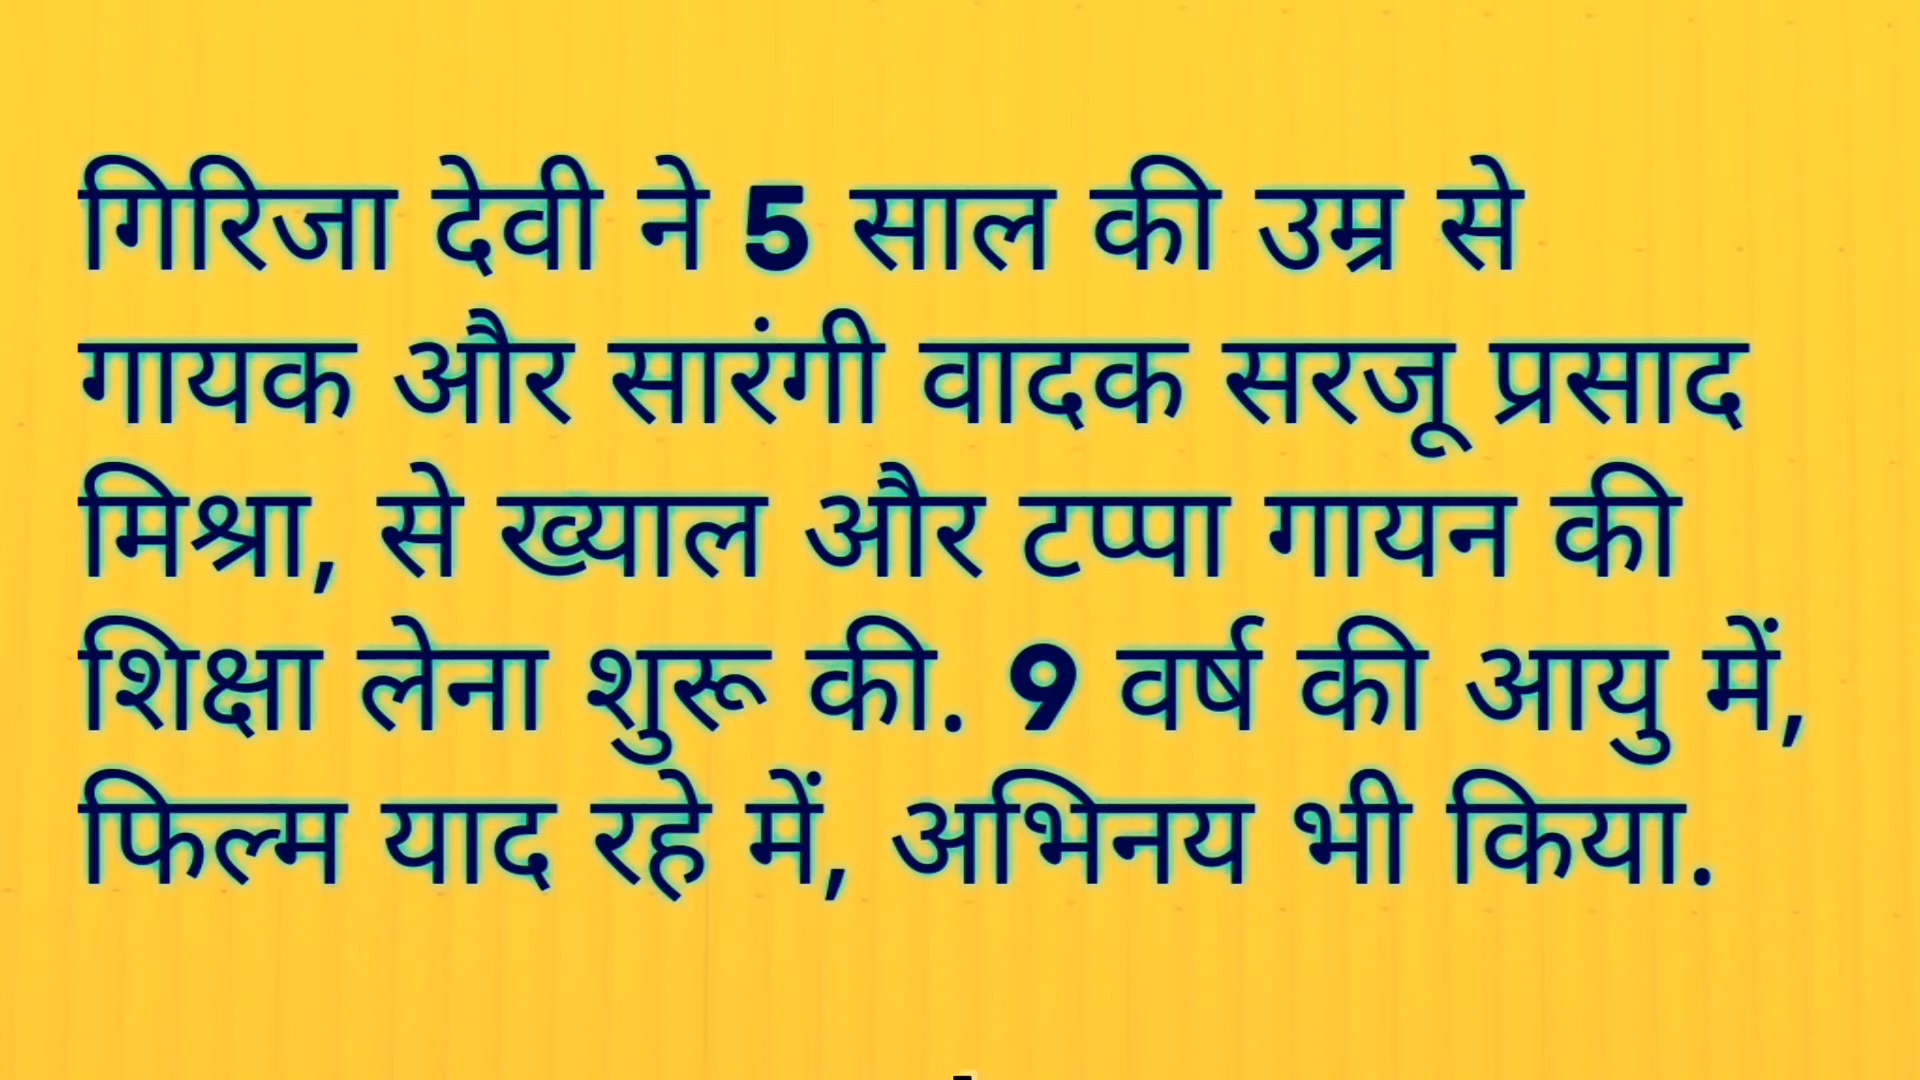 गिरिजा देवी ने 5 साल की उम्र से
गायक और सारंगी वादक सरजू प्रसाद
मिश्रा, से ख्याल और टप्पा गायन की
शिक्षा लेना शुरू की. 9 वर्ष की आयु में,
फिल्म याद रहे में, अभिनय भी किया.